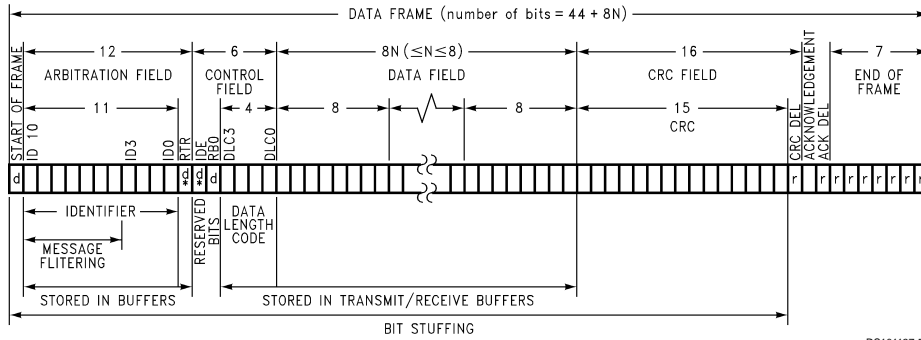 DATA FRAME (number of bits = 44 + 8N)
12
6
8N (≤N≤8)
16
7
ARBITRATION FIELD
CONTROL
FIELD
DATA FIELD
CRC FIELD
END OF
FRAME
11
4
8
8
15
CRC
START OF FRAME
ID 10
ID3
ID0
RTR
IDE
RB0
DLC3
DLC0
CRC DEL
ACKNOWLEDGEMENT
ACK DEL
d d* d* d r r r r r r r r r
IDENTIFIER
RESERVED
BITS
DATA
LENGTH
CODE
MESSAGE
FLITERING
STORED IN BUFFERS
STORED IN TRANSMIT/RECEIVE BUFFERS
BIT STUFFING